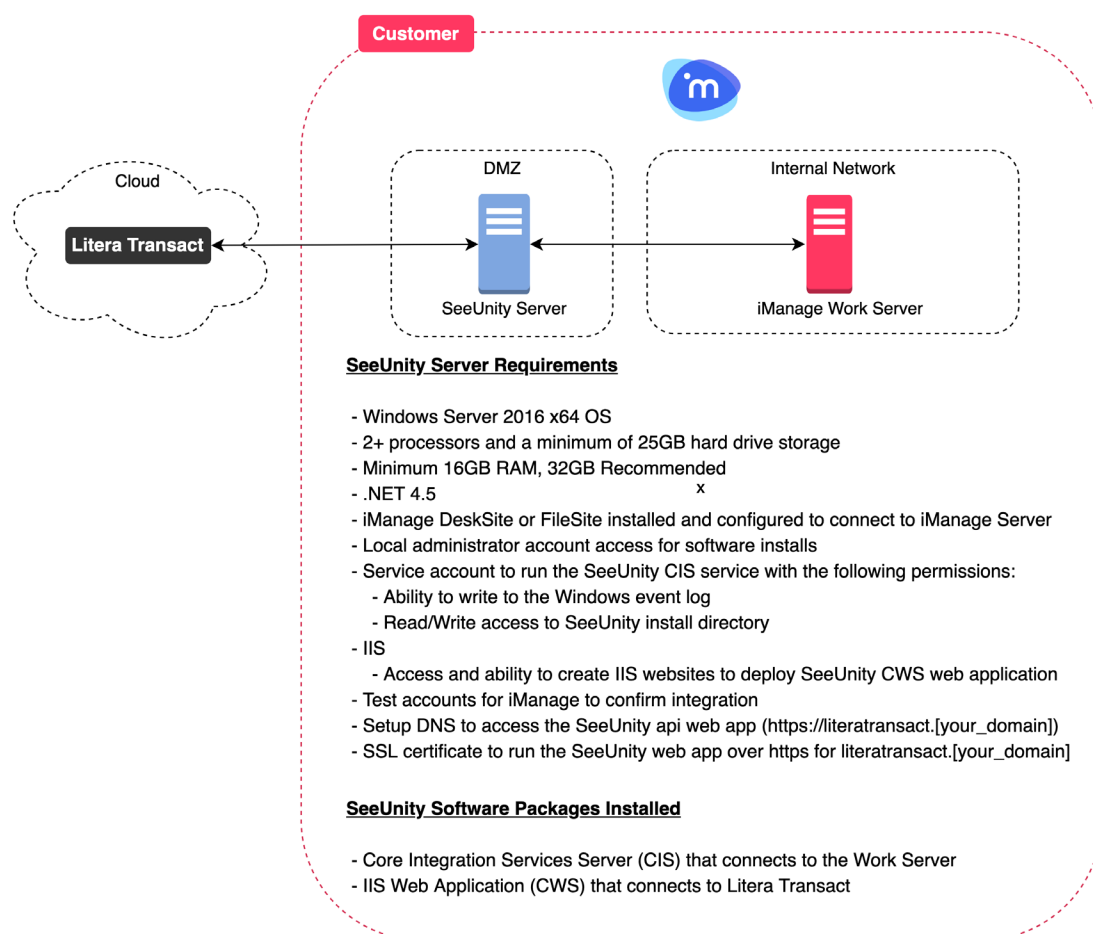 Customer
m
DMZ
Internal Network
Cloud
Litera Transact
SeeUnity Server
iManage Work Server
SeeUnity Server Requirements
- Windows Server 2016 x64 OS
- 2+ processors and a minimum of 25GB hard drive storage
- Minimum 16GB RAM, 32GB Recommended
x
- .NET 4.5
- iManage DeskSite or FileSite installed and configured to connect to iManage Server
- Local administrator account access for software installs
- Service account to run the SeeUnity CIS service with the following permissions:
- Ability to write to the Windows event log
- Read/Write access to SeeUnity install directory
- IIS
- Access and ability to create IIS websites to deploy SeeUnity CWS web application
- Test accounts for iManage to confirm integration
- Setup DNS to access the SeeUnity api web app (https://literatransact.[your_domain])
- SSL certificate to run the SeeUnity web app over https for literatransact.[your_domain]
SeeUnity Software Packages Installed
- Core Integration Services Server (CIS) that connects to the Work Server
- IIS Web Application (CWS) that connects to Litera Transact